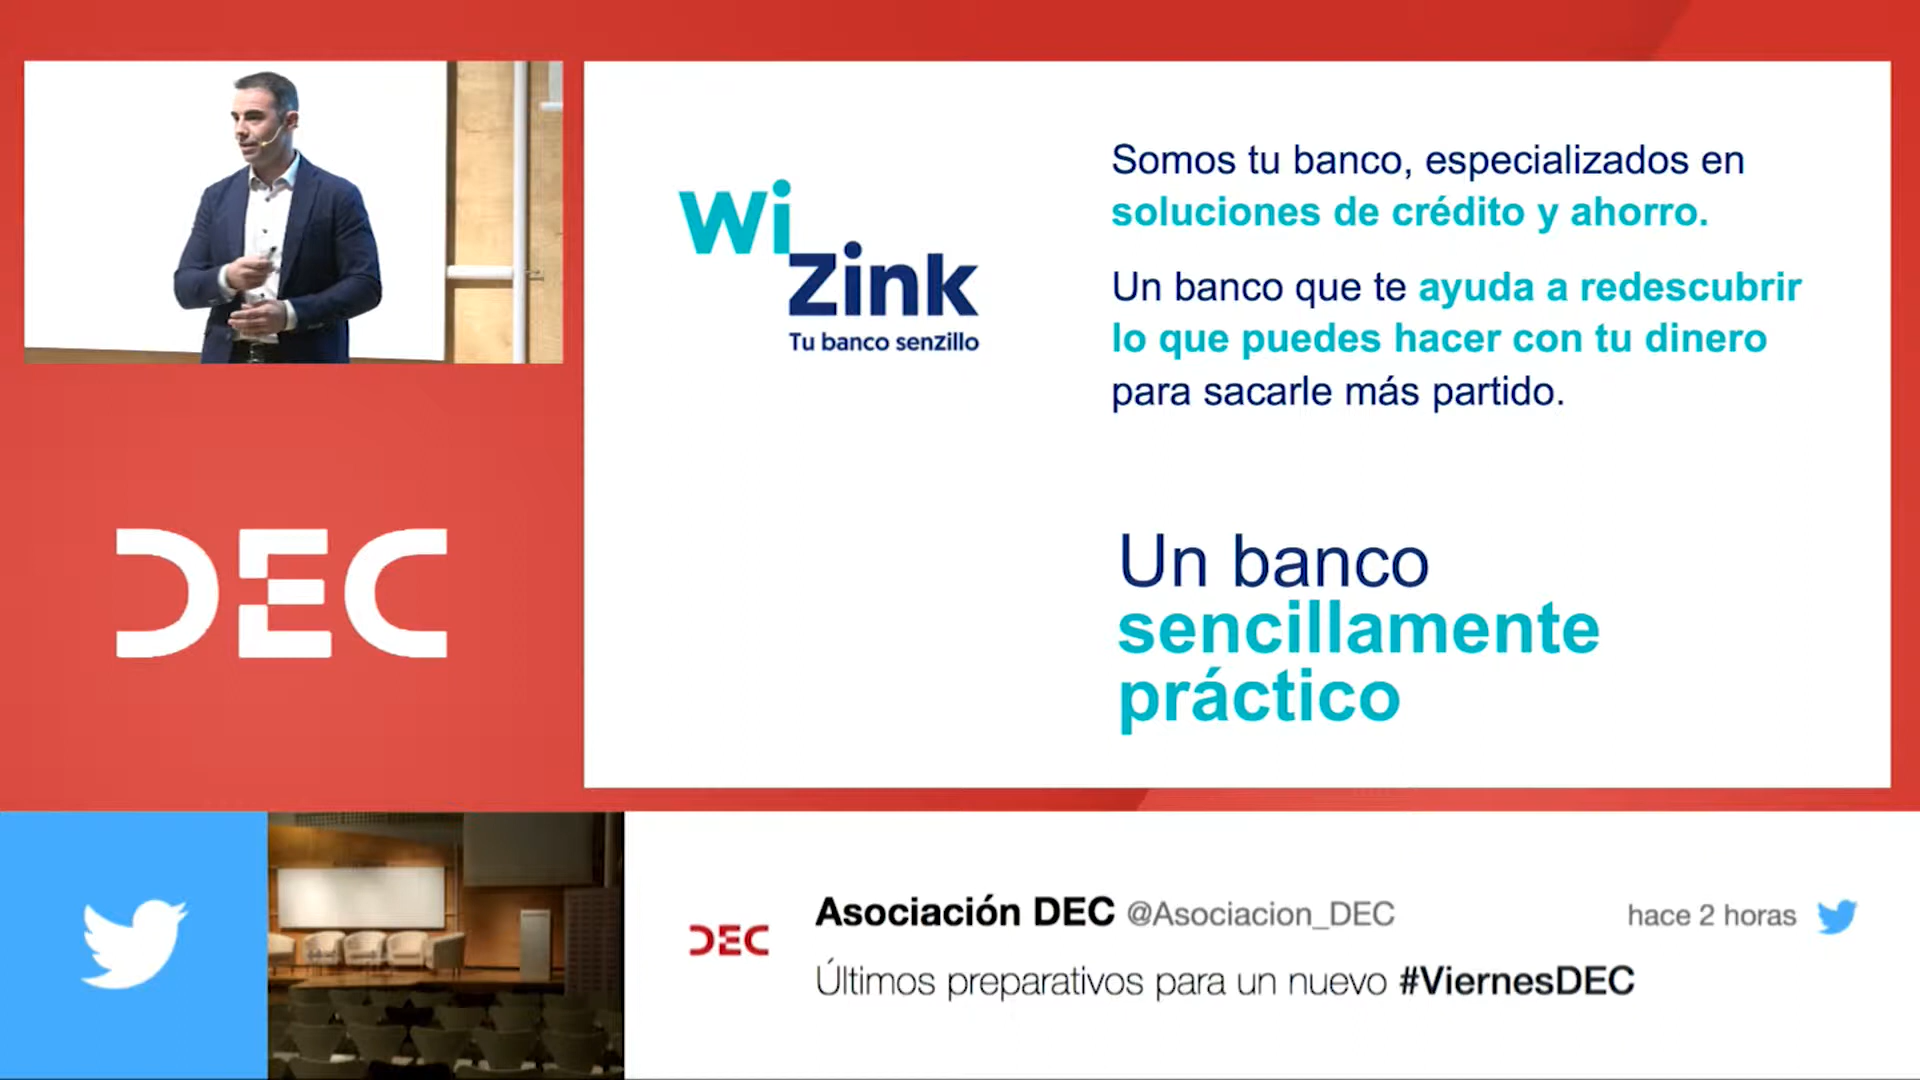 Wi
Zink
Tu banco senzillo
Somos tu banco, especializados en
soluciones de crédito y ahorro.
Un banco que te ayuda a redescubrir
lo que puedes hacer con tu dinero
para sacarle más partido.
Un banco
sencillamente
práctico
DEC
DEC
Asociación DEC @Asociacion_DEC
hace 2 horas
Últimos preparativos para un nuevo #ViernesDEC